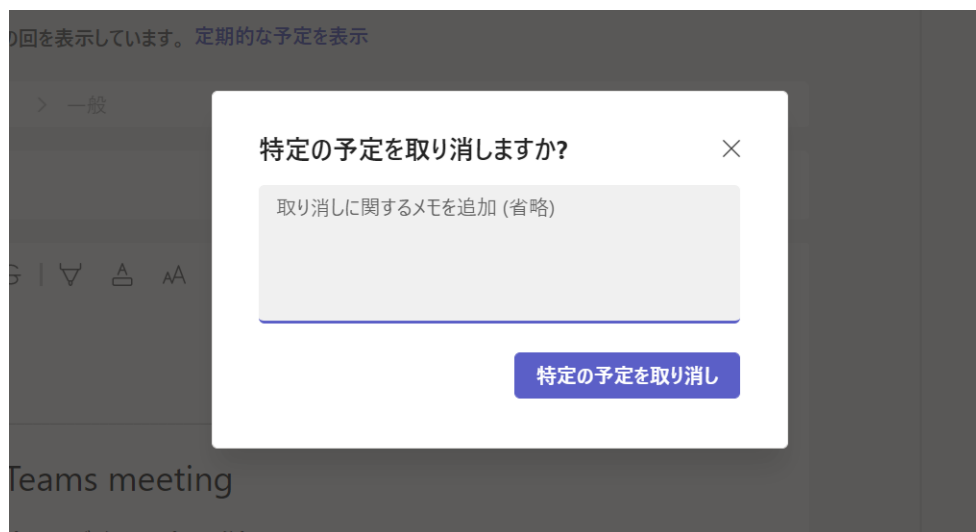 の回を表示しています。定期的な予定を表示
> 一般
特定の予定を取り消しますか?
取り消しに関するメモを追加 (省略)
特定の予定を取り消し
Teams meeting